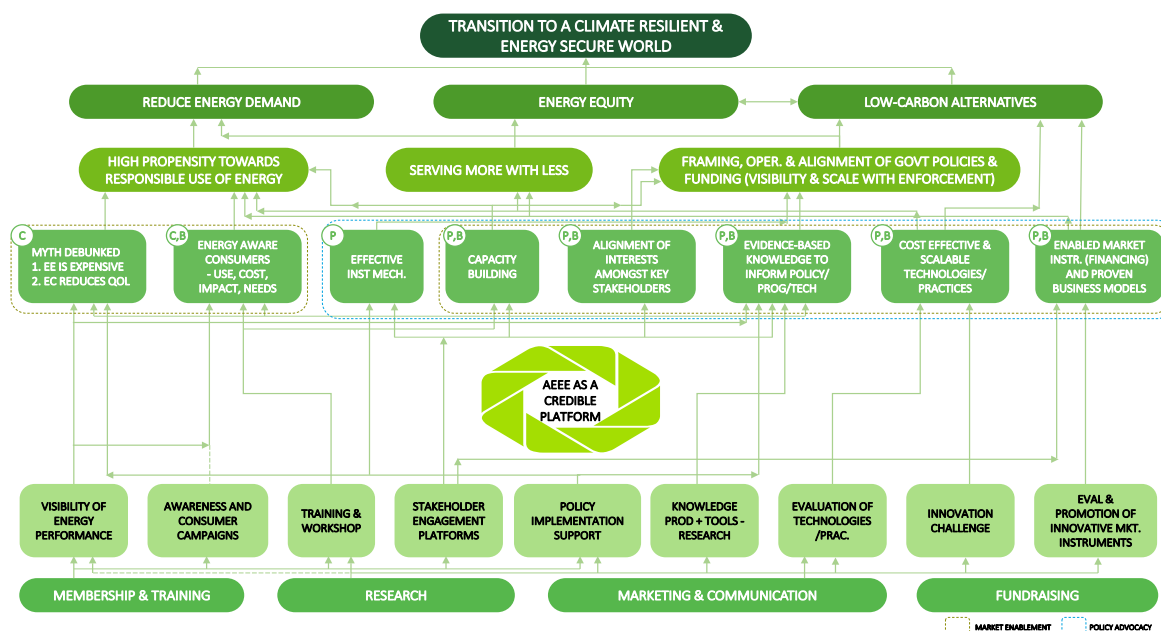 TRANSITION TO A CLIMATE RESILIENT &
ENERGY SECURE WORLD
REDUCE ENERGY DEMAND
ENERGY EQUITY
LOW-CARBON ALTERNATIVES
HIGH PROPENSITY TOWARDS
RESPONSIBLE USE OF ENERGY
SERVING MORE WITH LESS
FRAMING, OPER. & ALIGNMENT OF GOVT POLICIES &
FUNDING (VISIBILITY & SCALE WITH ENFORCEMENT)
C
MYTH DEBUNKED
1. EE IS EXPENSIVE
2. EC REDUCES QOL
C,B
ENERGY AWARE
CONSUMERS
- USE, COST,
IMPACT, NEEDS
P
EFFECTIVE
INST MECH.
P,B
CAPACITY
BUILDING
P,B
ALIGNMENT OF
INTERESTS
AMONGST KEY
STAKEHOLDERS
P,B
EVIDENCE-BASED
KNOWLEDGE TO
INFORM POLICY/
PROG/TECH
P,B
COST EFFECTIVE &
SCALABLE
TECHNOLOGIES/
PRACTICES
P,B
ENABLED MARKET
INSTR. (FINANCING)
AND PROVEN
BUSINESS MODELS
AEEE AS A
CREDIBLE
PLATFORM
VISIBILITY OF
ENERGY
PERFORMANCE
AWARENESS AND
CONSUMER
CAMPAIGNS
TRAINING &
WORKSHOP
STAKEHOLDER
ENGAGEMENT
PLATFORMS
POLICY
IMPLEMENTATION
SUPPORT
KNOWLEDGE
PROD + TOOLS -
RESEARCH
EVALUATION OF
TECHNOLOGIES
/PRAC.
INNOVATION
CHALLENGE
EVAL &
PROMOTION OF
INNOVATIVE MKT.
INSTRUMENTS
MEMBERSHIP & TRAINING
RESEARCH
MARKETING & COMMUNICATION
FUNDRAISING
MARKET ENABLEMENT
POLICY ADVOCACY